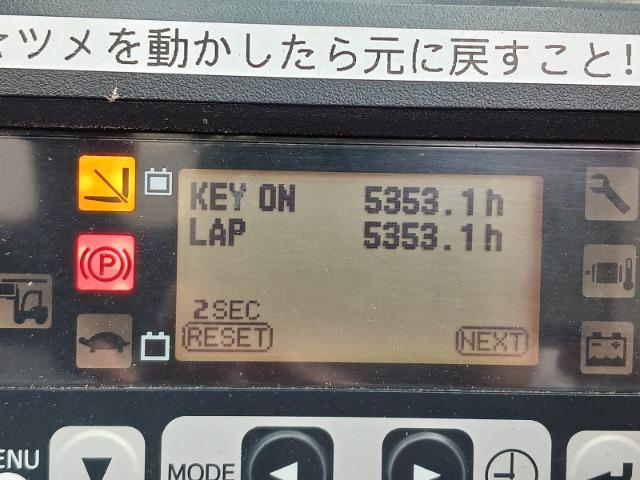 ツメを動かしたら元に戻すこと!
KEY ON 5353.1h
LAP 5353.1h
P
2SEC
RESET NEXT
MODE